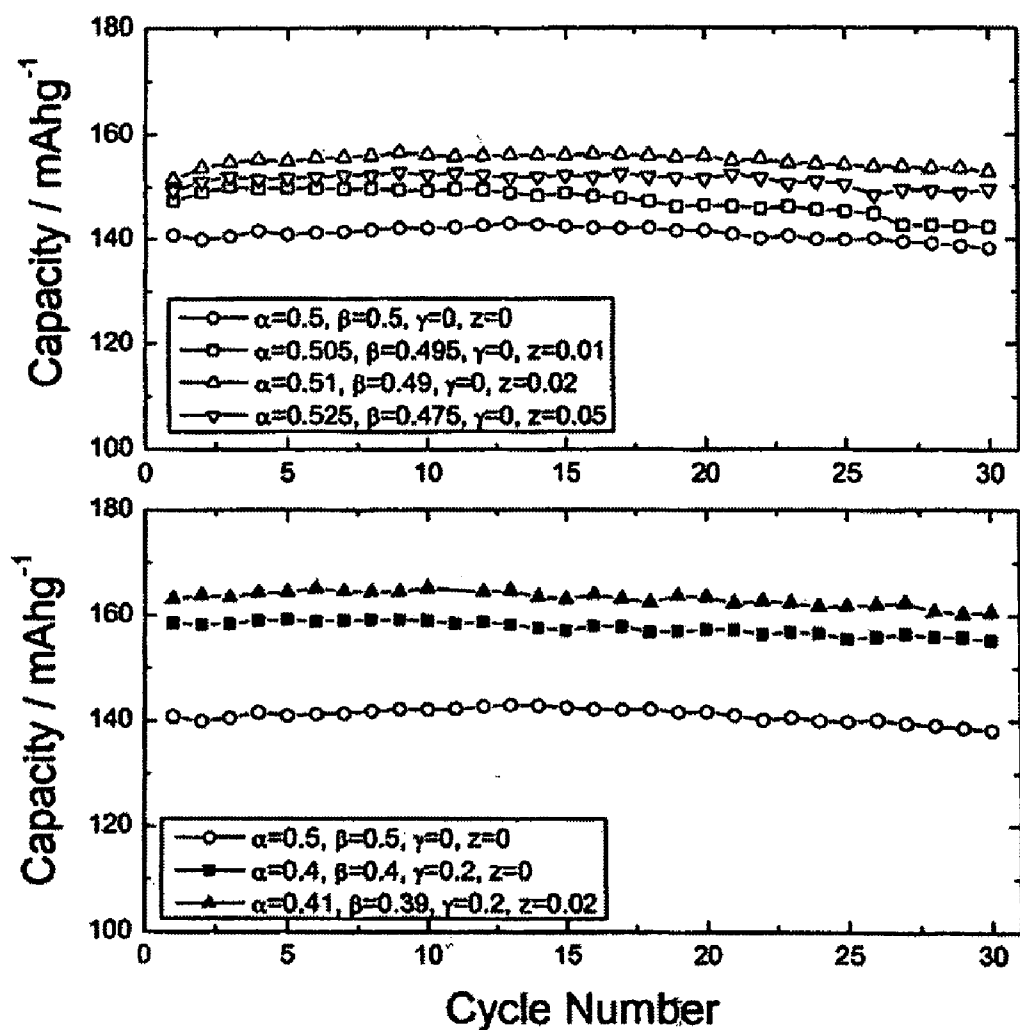 180
160
140
120
100
Capacity / mAhg⁻¹
α=0.5, β=0.5, γ=0, z=0
α=0.505, β=0.495, γ=0, z=0.01
α=0.51, β=0.49, γ=0, z=0.02
α=0.525, β=0.475, γ=0, z=0.05
0 5 10 15 20 25 30
180
160
140
120
100
Capacity / mAhg⁻¹
α=0.5, β=0.5, γ=0, z=0
α=0.4, β=0.4, γ=0.2, z=0
α=0.41, β=0.39, γ=0.2, z=0.02
0 5 10 15 20 25 30
Cycle Number